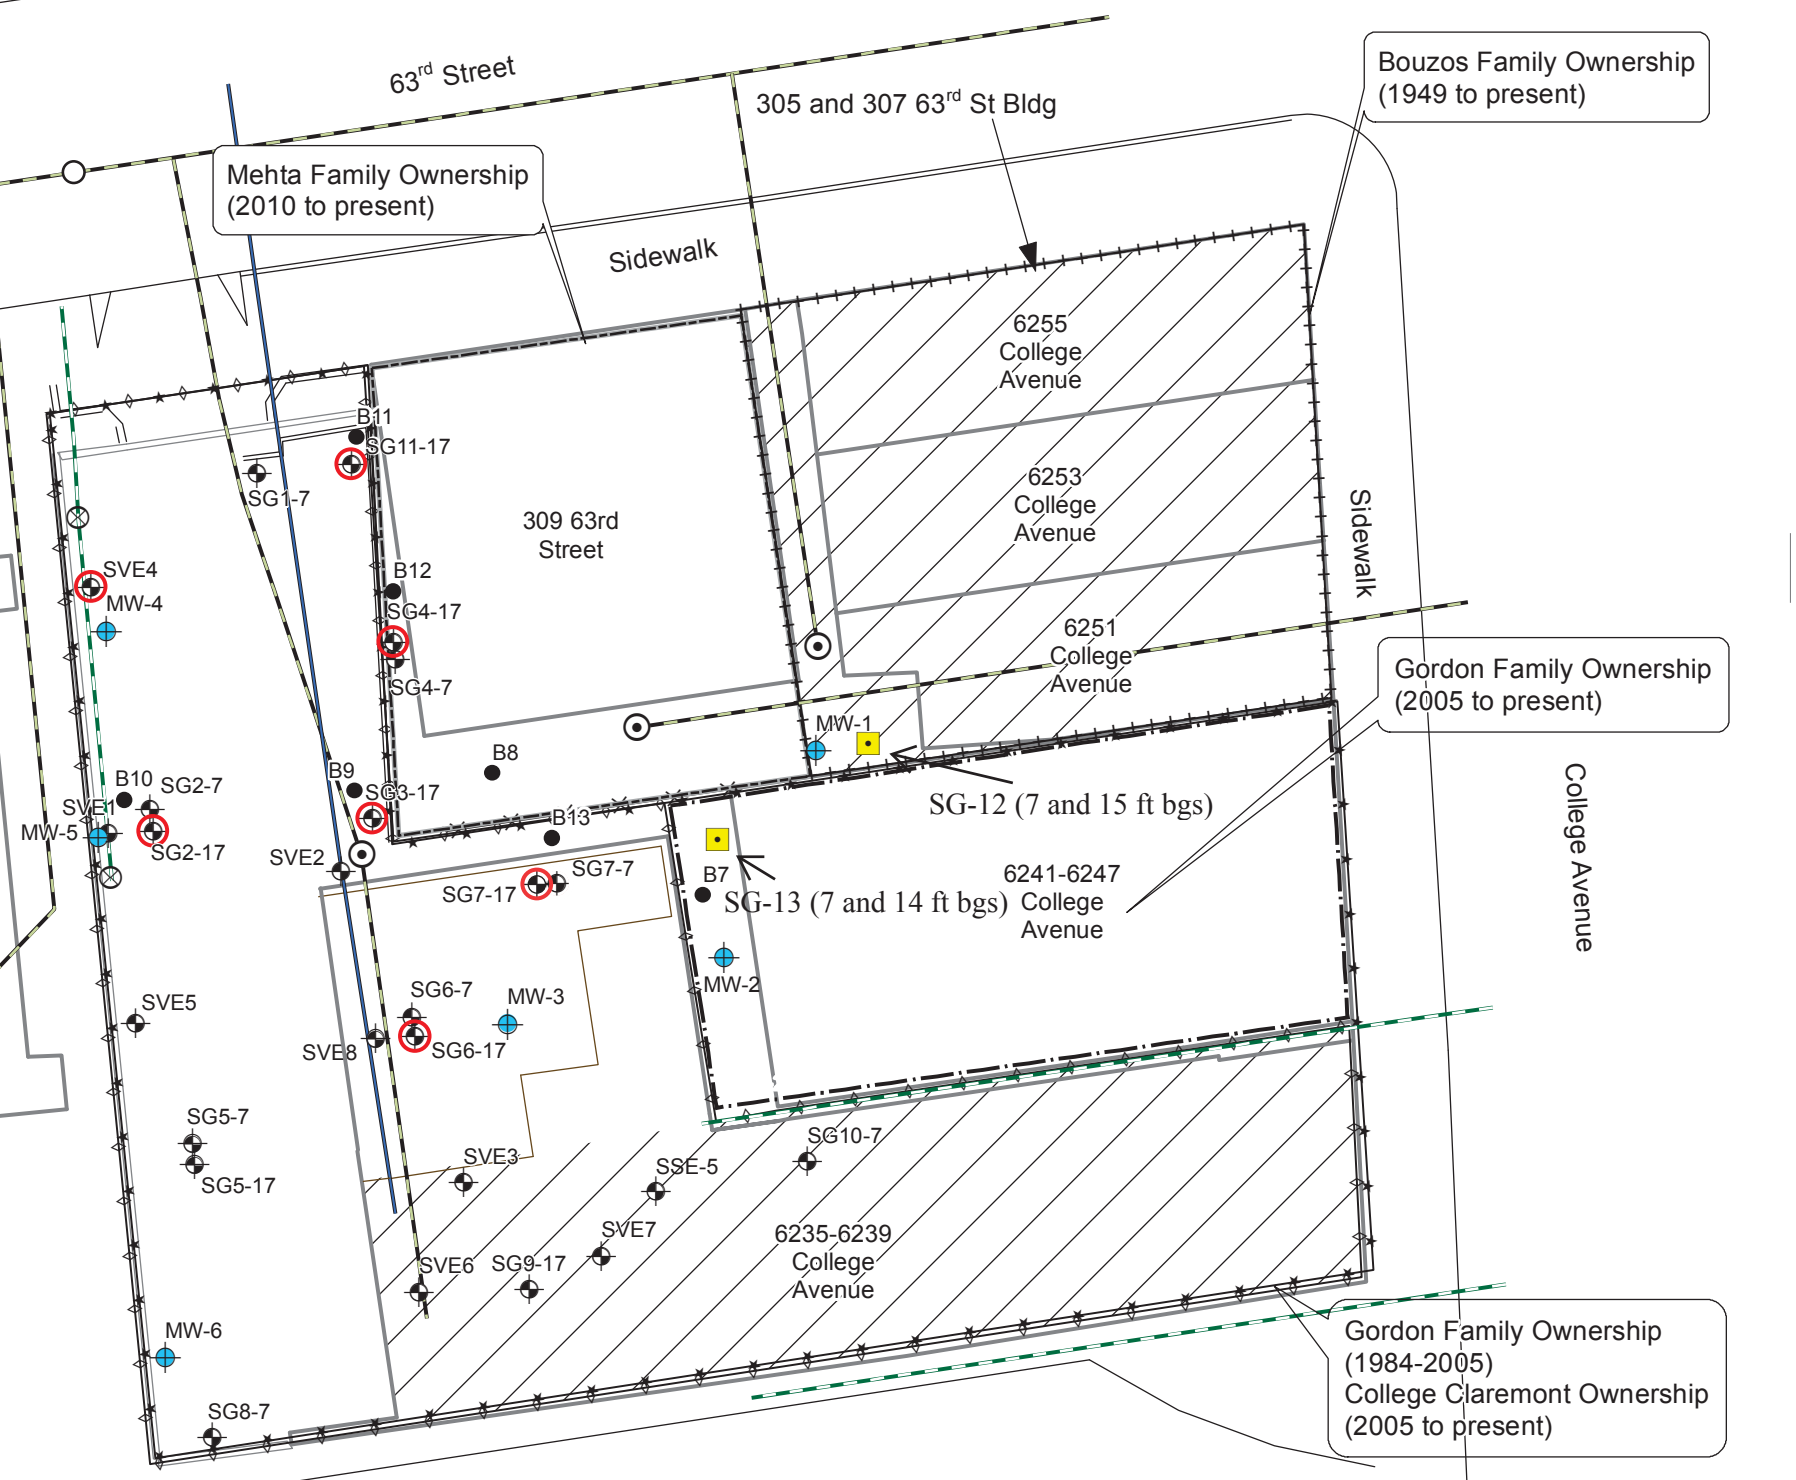 63rd Street
Bouzos Family Ownership
(1949 to present)
305 and 307 63rd St Bldg
Mehta Family Ownership
(2010 to present)
Sidewalk
6255
College
Avenue
B11
SG11-17
SG1-7
6253
College
Avenue
309 63rd
Street
Sidewalk
SVE4
MW-4
B12
SG4-17
SG4-7
6251
College
Avenue
Gordon Family Ownership
(2005 to present)
MW-1
B8
B9
SG3-17
B10
SG2-7
SVE1
MW-5
SG2-17
SG-12 (7 and 15 ft bgs)
B13
SVE2
SG7-17
SG7-7
B7
SG-13 (7 and 14 ft bgs)
6241-6247
College
Avenue
College Avenue
MW-2
SG6-7
MW-3
SVE5
SVE8
SG6-17
SG5-7
SG5-17
SVE3
SSE-5
SG10-7
SVE7
6235-6239
College
Avenue
SVE6
SG9-17
MW-6
SG8-7
Gordon Family Ownership
(1984-2005)
College Claremont Ownership
(2005 to present)